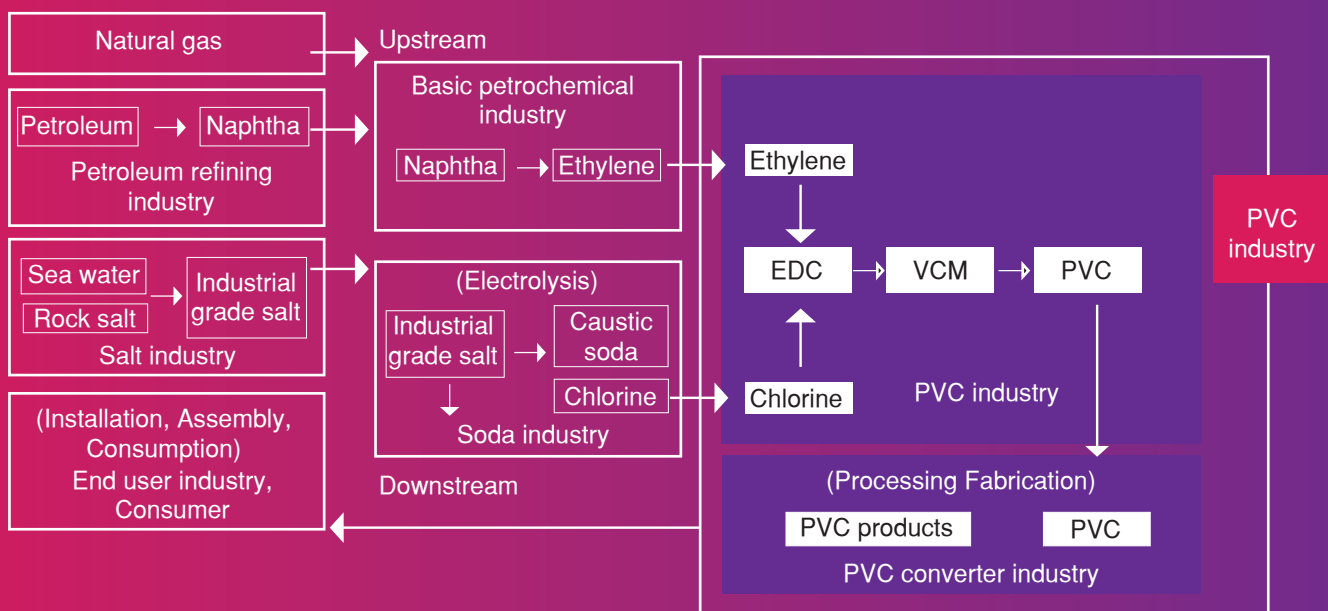 Natural gas
Petroleum
Naphtha
Petroleum refining
industry
Sea water
Rock salt
Industrial
grade salt
Salt industry
(Installation, Assembly,
Consumption)
End user industry,
Consumer
Upstream
Basic petrochemical
industry
Naphtha
Ethylene
(Electrolysis)
Industrial
grade salt
Caustic
soda
Chlorine
Soda industry
Downstream
Ethylene
EDC
VCM
PVC
Chlorine
PVC industry
(Processing Fabrication)
PVC products
PVC
PVC converter industry
PVC
industry